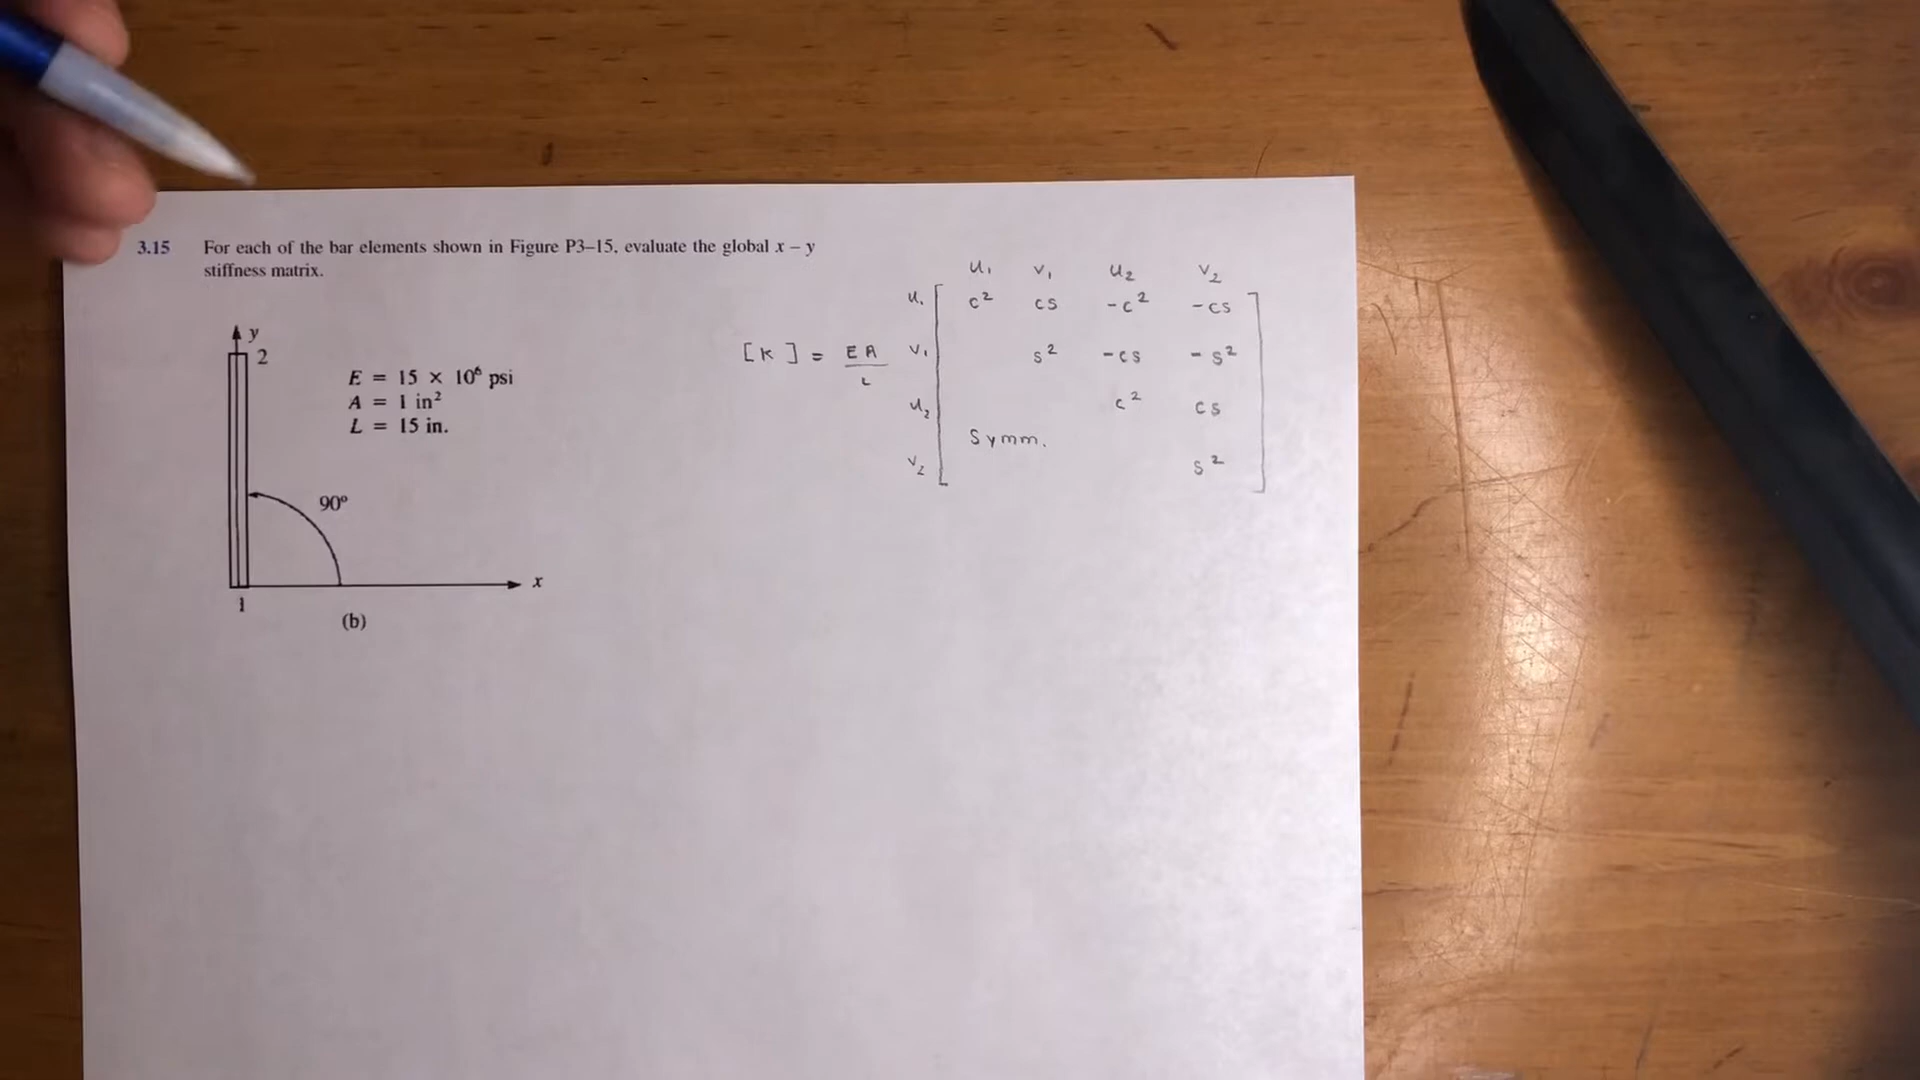 3.15 For each of the bar elements shown in Figure P3–15, evaluate the global x – y
stiffness matrix.
y
2
E = 15 × 10⁶ psi
A = 1 in²
L = 15 in.
90°
x
1
(b)
u₁ v₁ u₂ v₂
u₁ c² cs -c² -cs
[K] = EA/L v₁ s² -cs -s²
u₂ c² cs
Symm.
v₂ s²